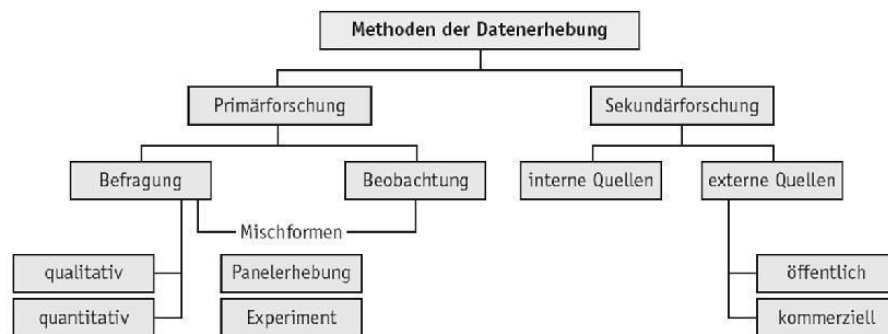 Methoden der Datenerhebung
Primärforschung
Sekundärforschung
Befragung
Beobachtung
interne Quellen
externe Quellen
Mischformen
qualitativ
Panelerhebung
öffentlich
quantitativ
Experiment
kommerziell